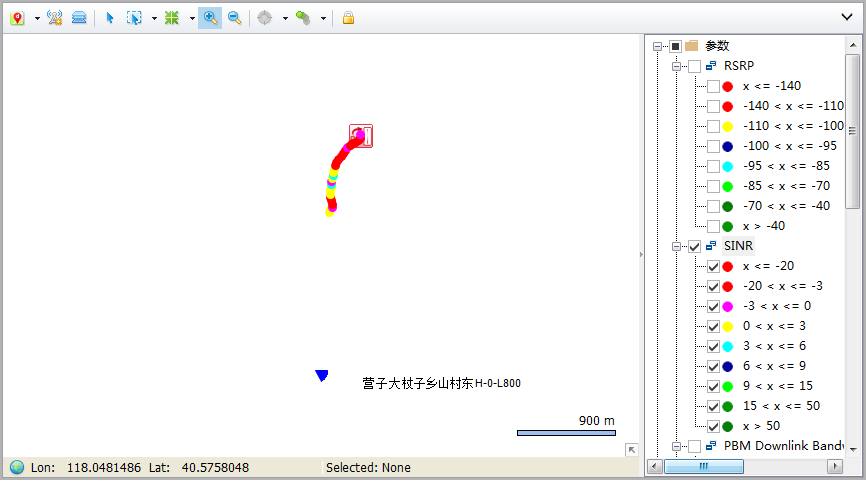 参数
RSRP
x <= -140
-140 < x <= -110
-110 < x <= -100
-100 < x <= -95
-95 < x <= -85
-85 < x <= -70
-70 < x <= -40
x > -40
SINR
x <= -20
-20 < x <= -3
-3 < x <= 0
0 < x <= 3
3 < x <= 6
6 < x <= 9
9 < x <= 15
15 < x <= 50
x > 50
PBM Downlink Bandw
营子大杖子乡山村东H-0-L800
900 m
Lon: 118.0481486 Lat: 40.5758048 Selected: None